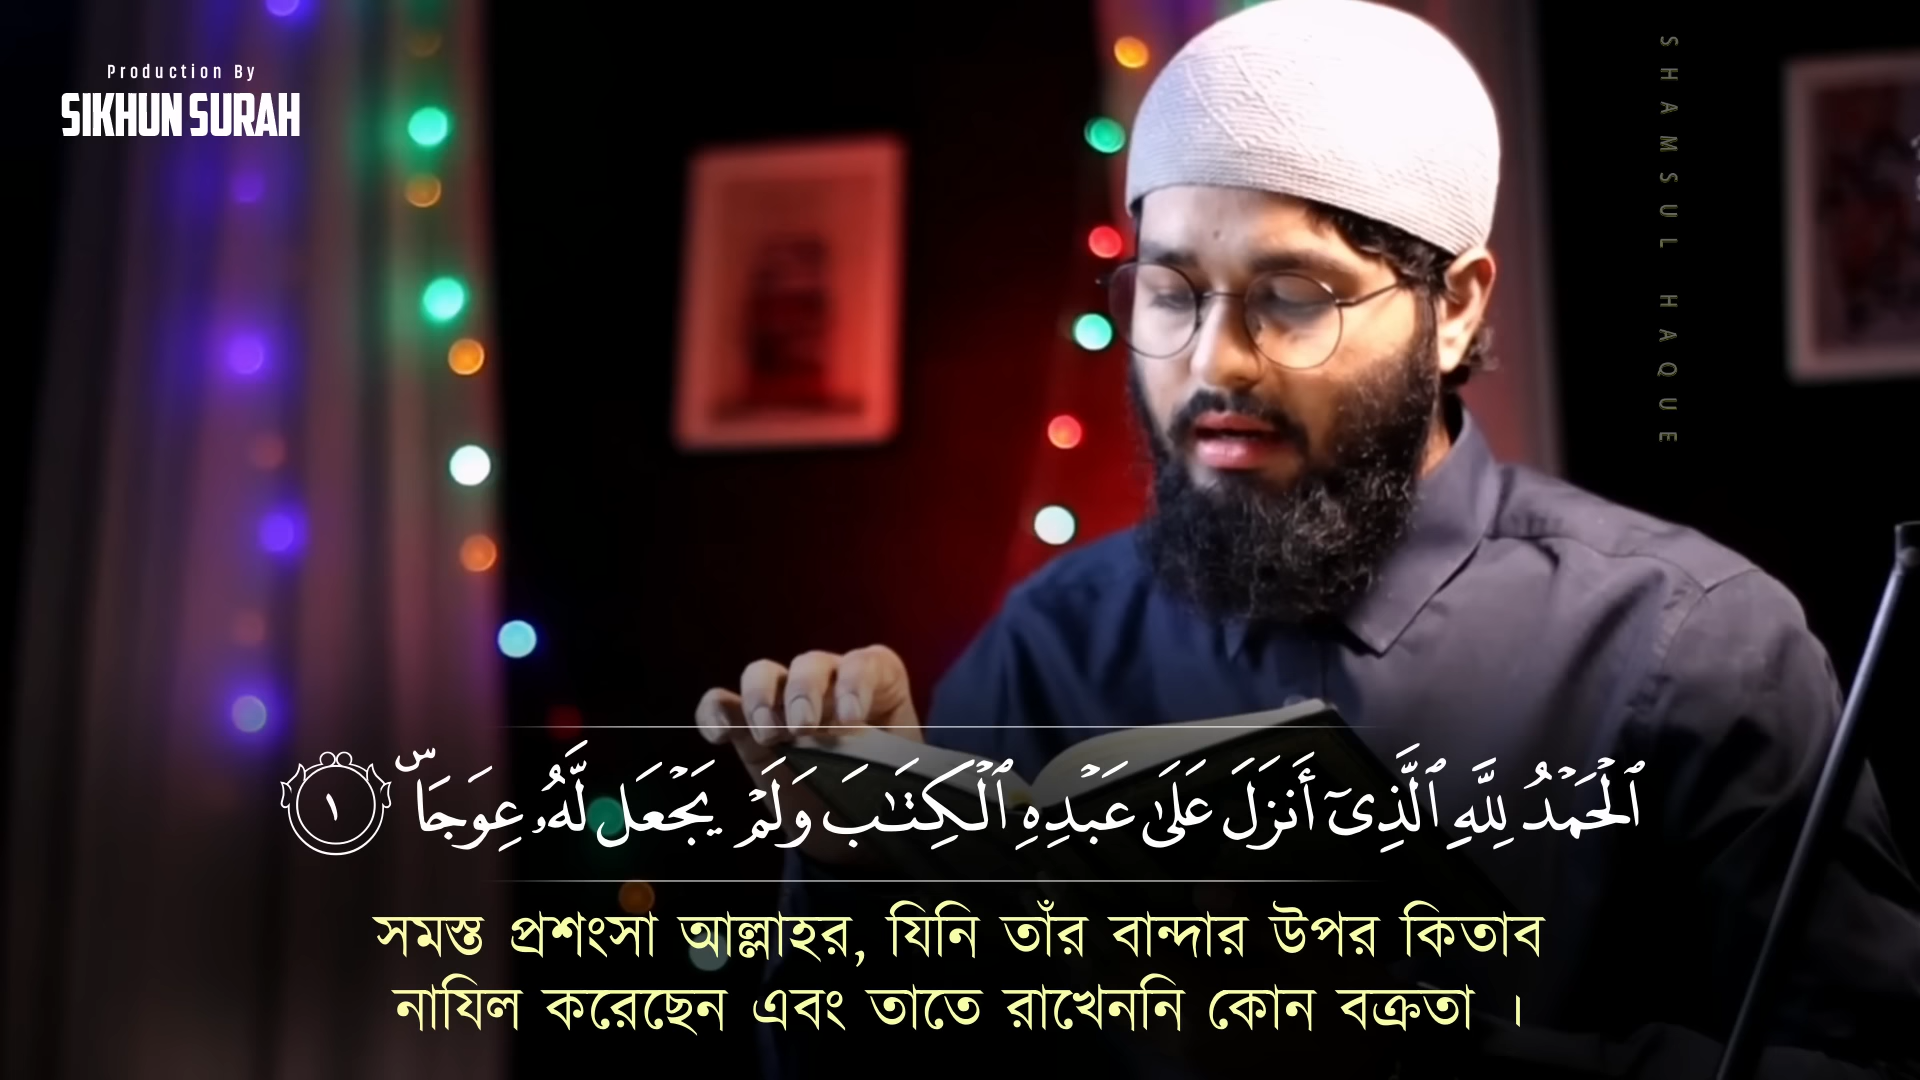 Production By
SIKHUN SURAH
SHAMSUL HAQUE
ٱلْحَمْدُ لِلَّهِ ٱلَّذِىٓ أَنزَلَ عَلَىٰ عَبْدِهِ ٱلْكِتَـٰبَ وَلَمْ يَجْعَل لَّهُۥ عِوَجَاۜ ١
সমস্ত প্রশংসা আল্লাহর, যিনি তাঁর বান্দার উপর কিতাব
নাযিল করেছেন এবং তাতে রাখেননি কোন বক্রতা ।